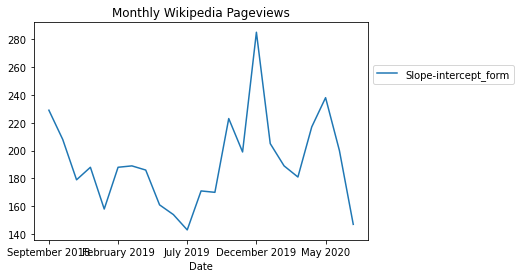 Monthly Wikipedia Pageviews
280
260
240
220
200
180
160
140
Slope-intercept_form
September 2018 February 2019 July 2019 December 2019 May 2020
Date